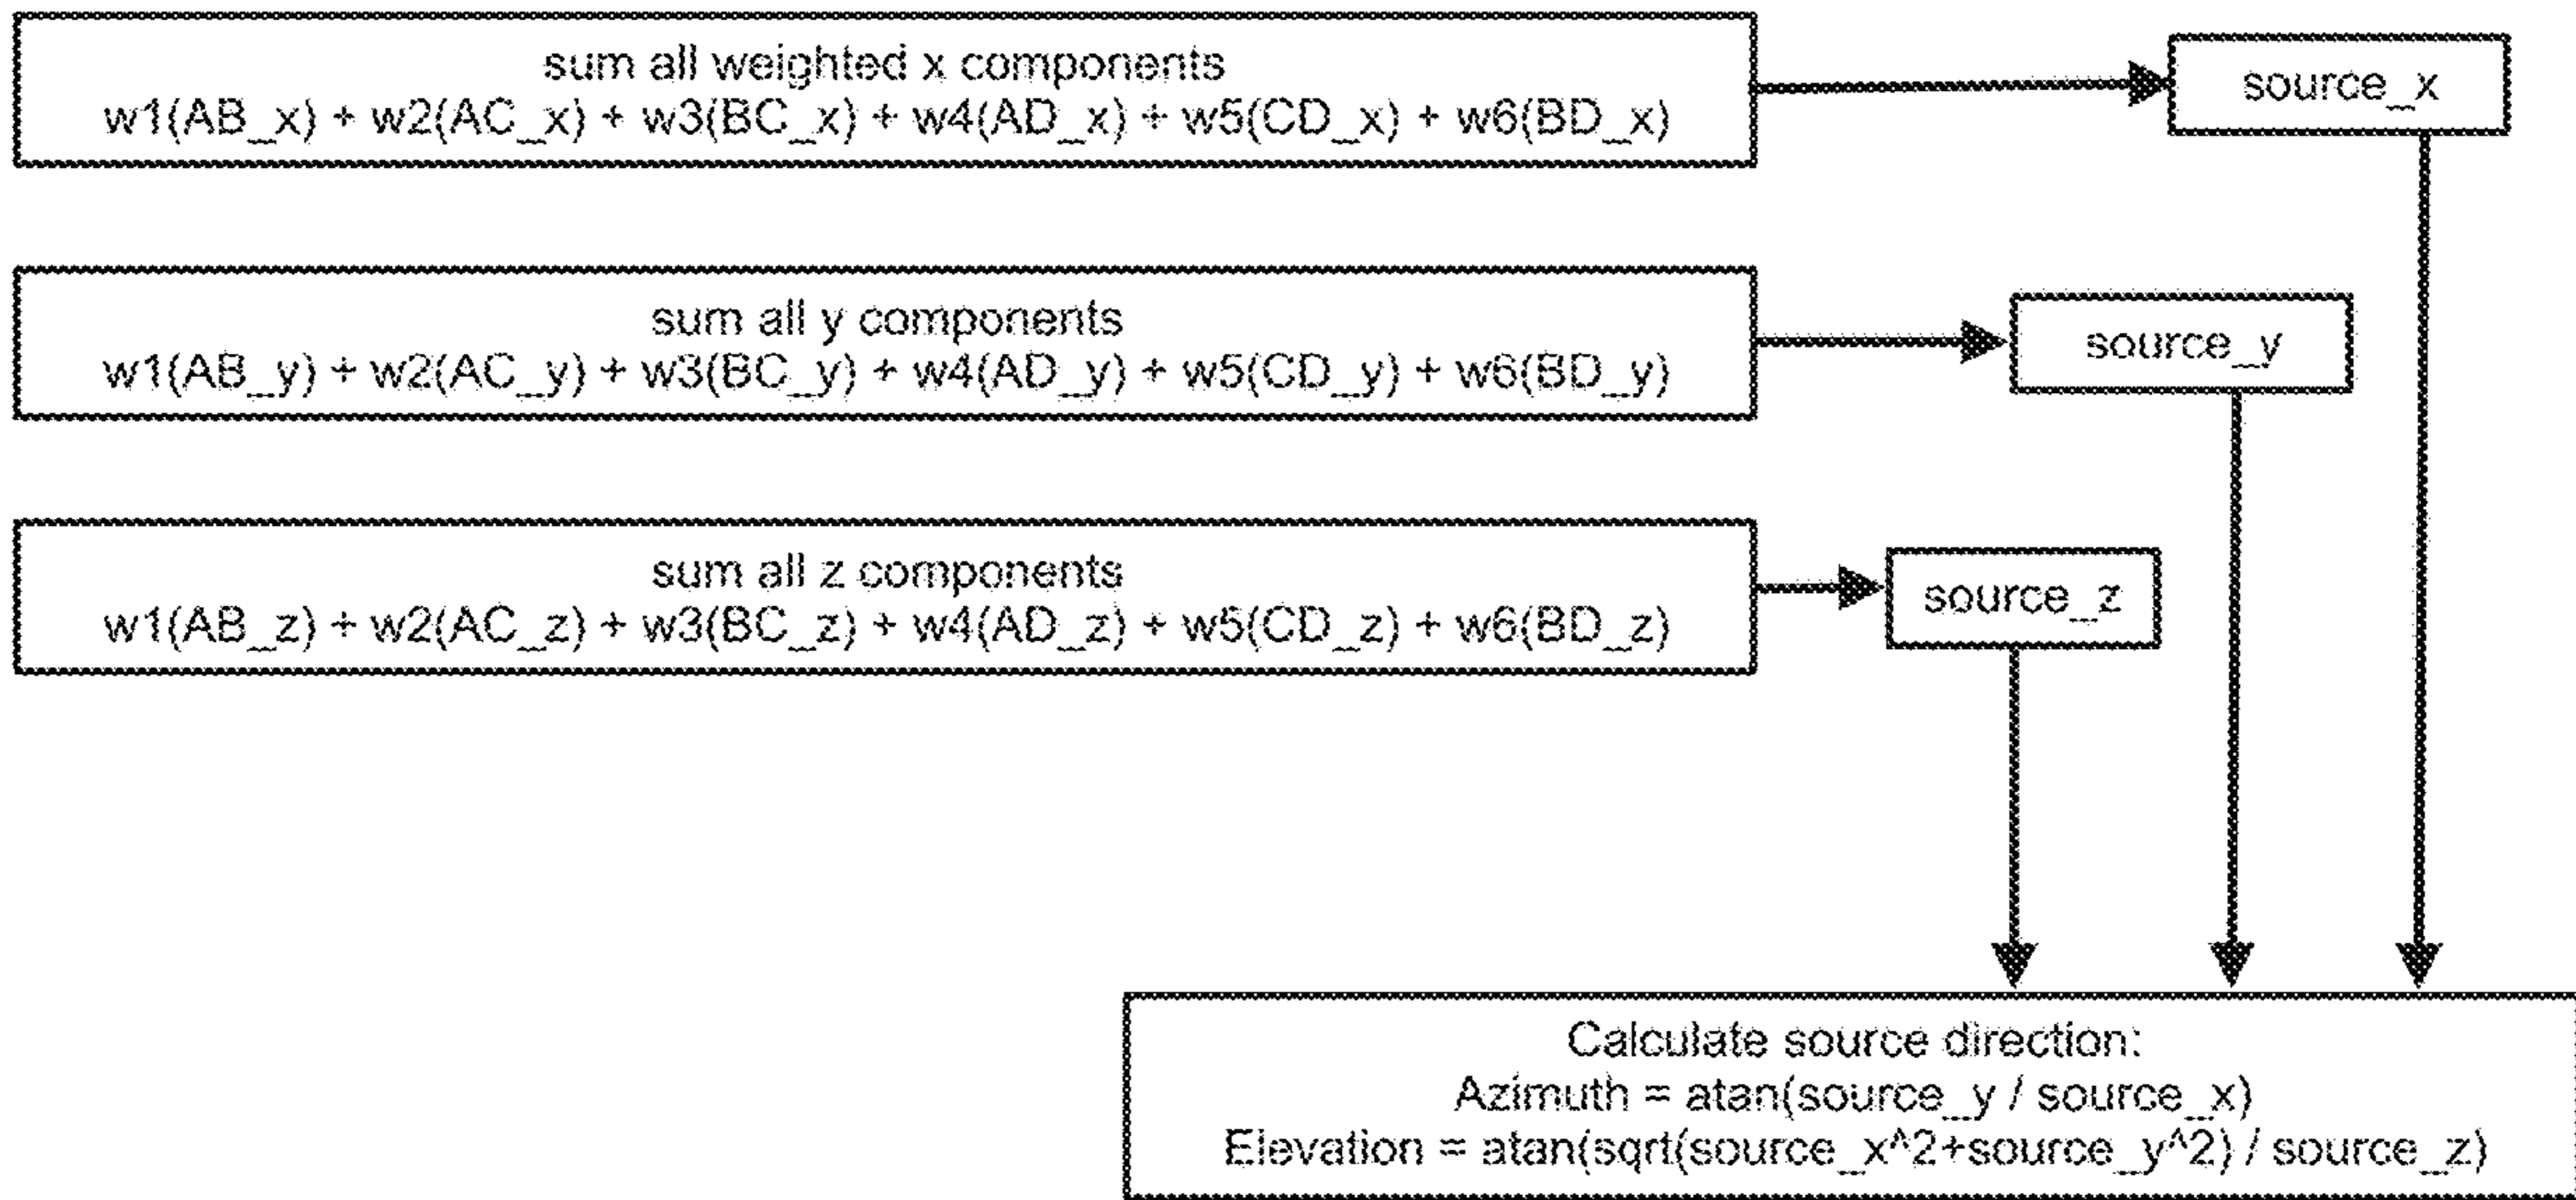 sum all weighted x components
w1(AB_x) + w2(AC_x) + w3(BC_x) + w4(AD_x) + w5(CD_x) + w6(BD_x)
source_x
sum all y components
w1(AB_y) + w2(AC_y) + w3(BC_y) + w4(AD_y) + w5(CD_y) + w6(BD_y)
source_y
sum all z components
w1(AB_z) + w2(AC_z) + w3(BC_z) + w4(AD_z) + w5(CD_z) + w6(BD_z)
source_z
Calculate source direction:
Azimuth = atan(source_y / source_x)
Elevation = atan(sqrt(source_x^2+source_y^2) / source_z)